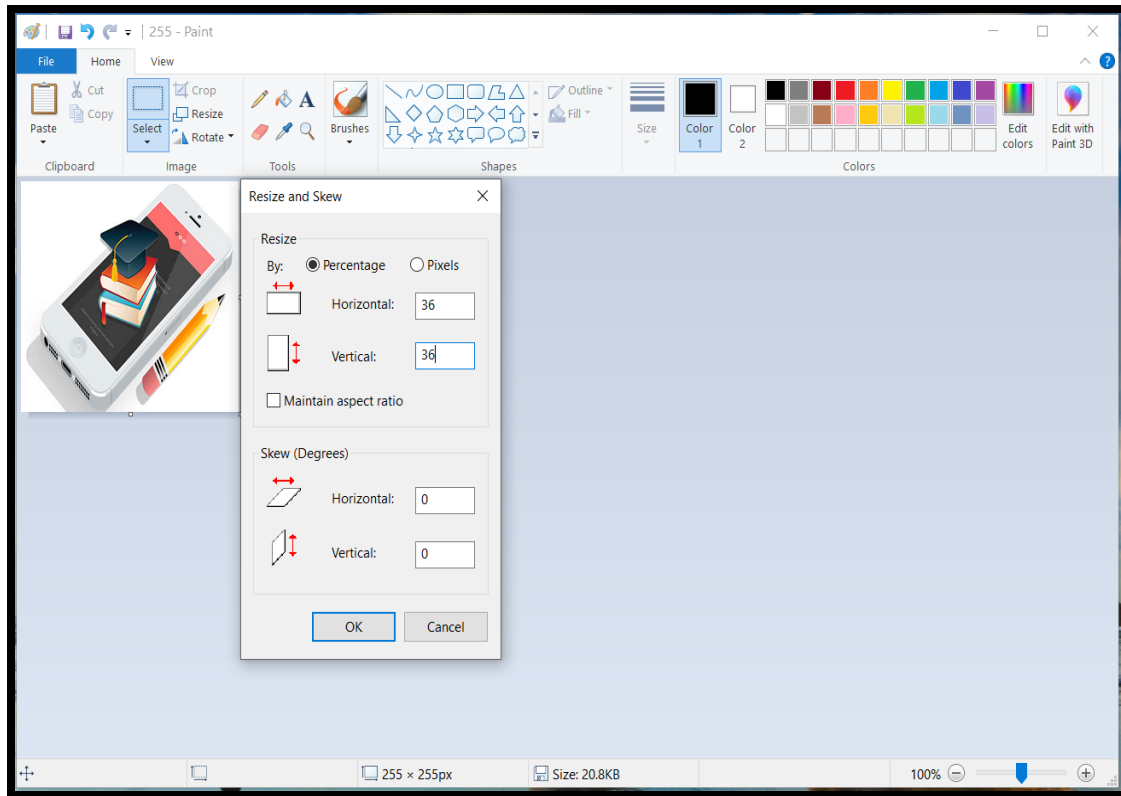 255 - Paint
File Home View
Paste
Cut
Copy
Clipboard
Select
Crop
Resize
Rotate
Image
A
Tools
Brushes
Shapes
Outline
Fill
Size
Color 1
Color 2
Edit colors
Edit with Paint 3D
Colors
Resize and Skew
Resize
By: Percentage Pixels
Horizontal: 36
Vertical: 36
Maintain aspect ratio
Skew (Degrees)
Horizontal: 0
Vertical: 0
OK Cancel
255 × 255px
Size: 20.8KB
100%